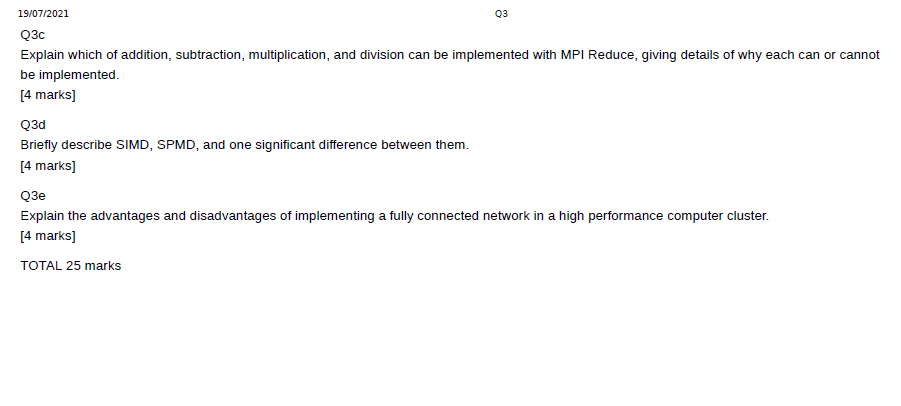 19/07/2021 Q3
Q3c
Explain which of addition, subtraction, multiplication, and division can be implemented with MPI Reduce, giving details of why each can or cannot
be implemented.
[4 marks]
Q3d
Briefly describe SIMD, SPMD, and one significant difference between them.
[4 marks]
Q3e
Explain the advantages and disadvantages of implementing a fully connected network in a high performance computer cluster.
[4 marks]
TOTAL 25 marks